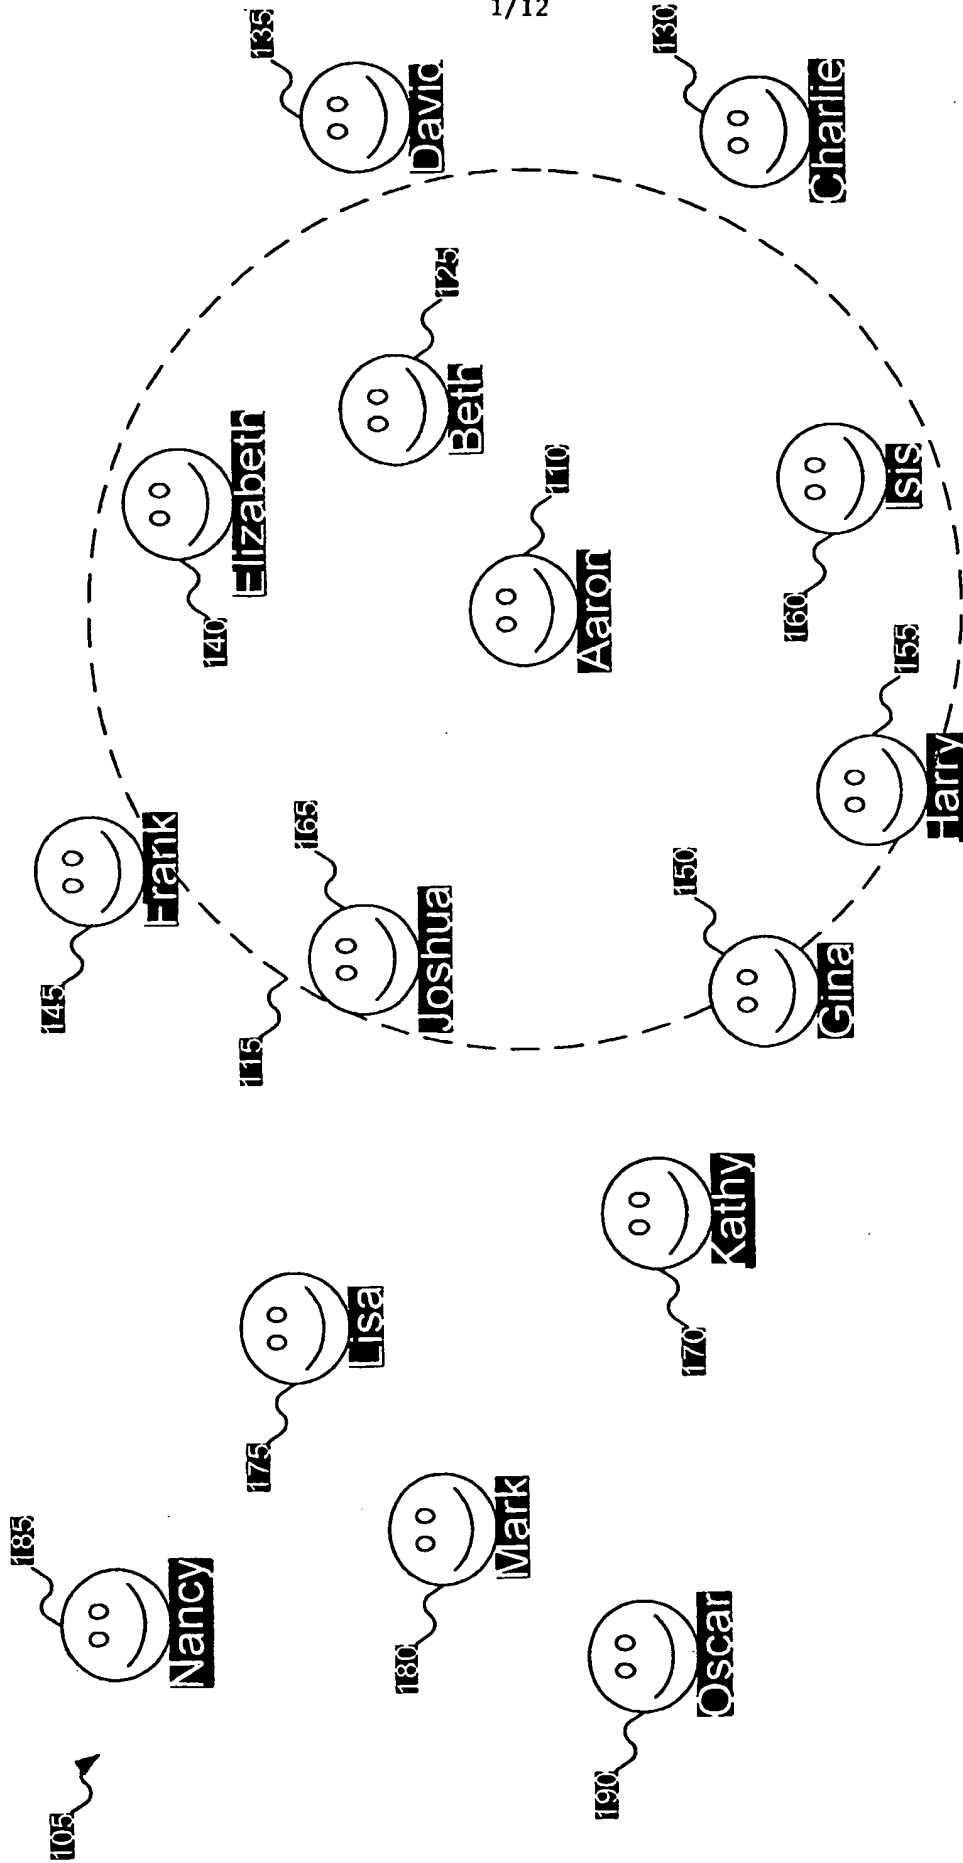 1/12
105
185
Nancy
190
Oscar
180
Mark
175
Lisa
170
Kathy
115
145
Frank
165
Joshua
150
Gina
155
Harry
140
Elizabeth
110
Aaron
160
Isis
125
Beth
135
David
130
Charlie